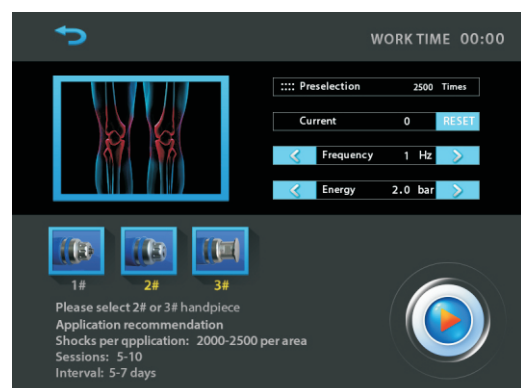 WORK TIME 00:00
:::: Preselection 2500 Times
Current 0 RESET
Frequency 1 Hz
Energy 2.0 bar
1# 2# 3#
Please select 2# or 3# handpiece
Application recommendation
Shocks per qpplication: 2000-2500 per area
Sessions: 5-10
Interval: 5-7 days